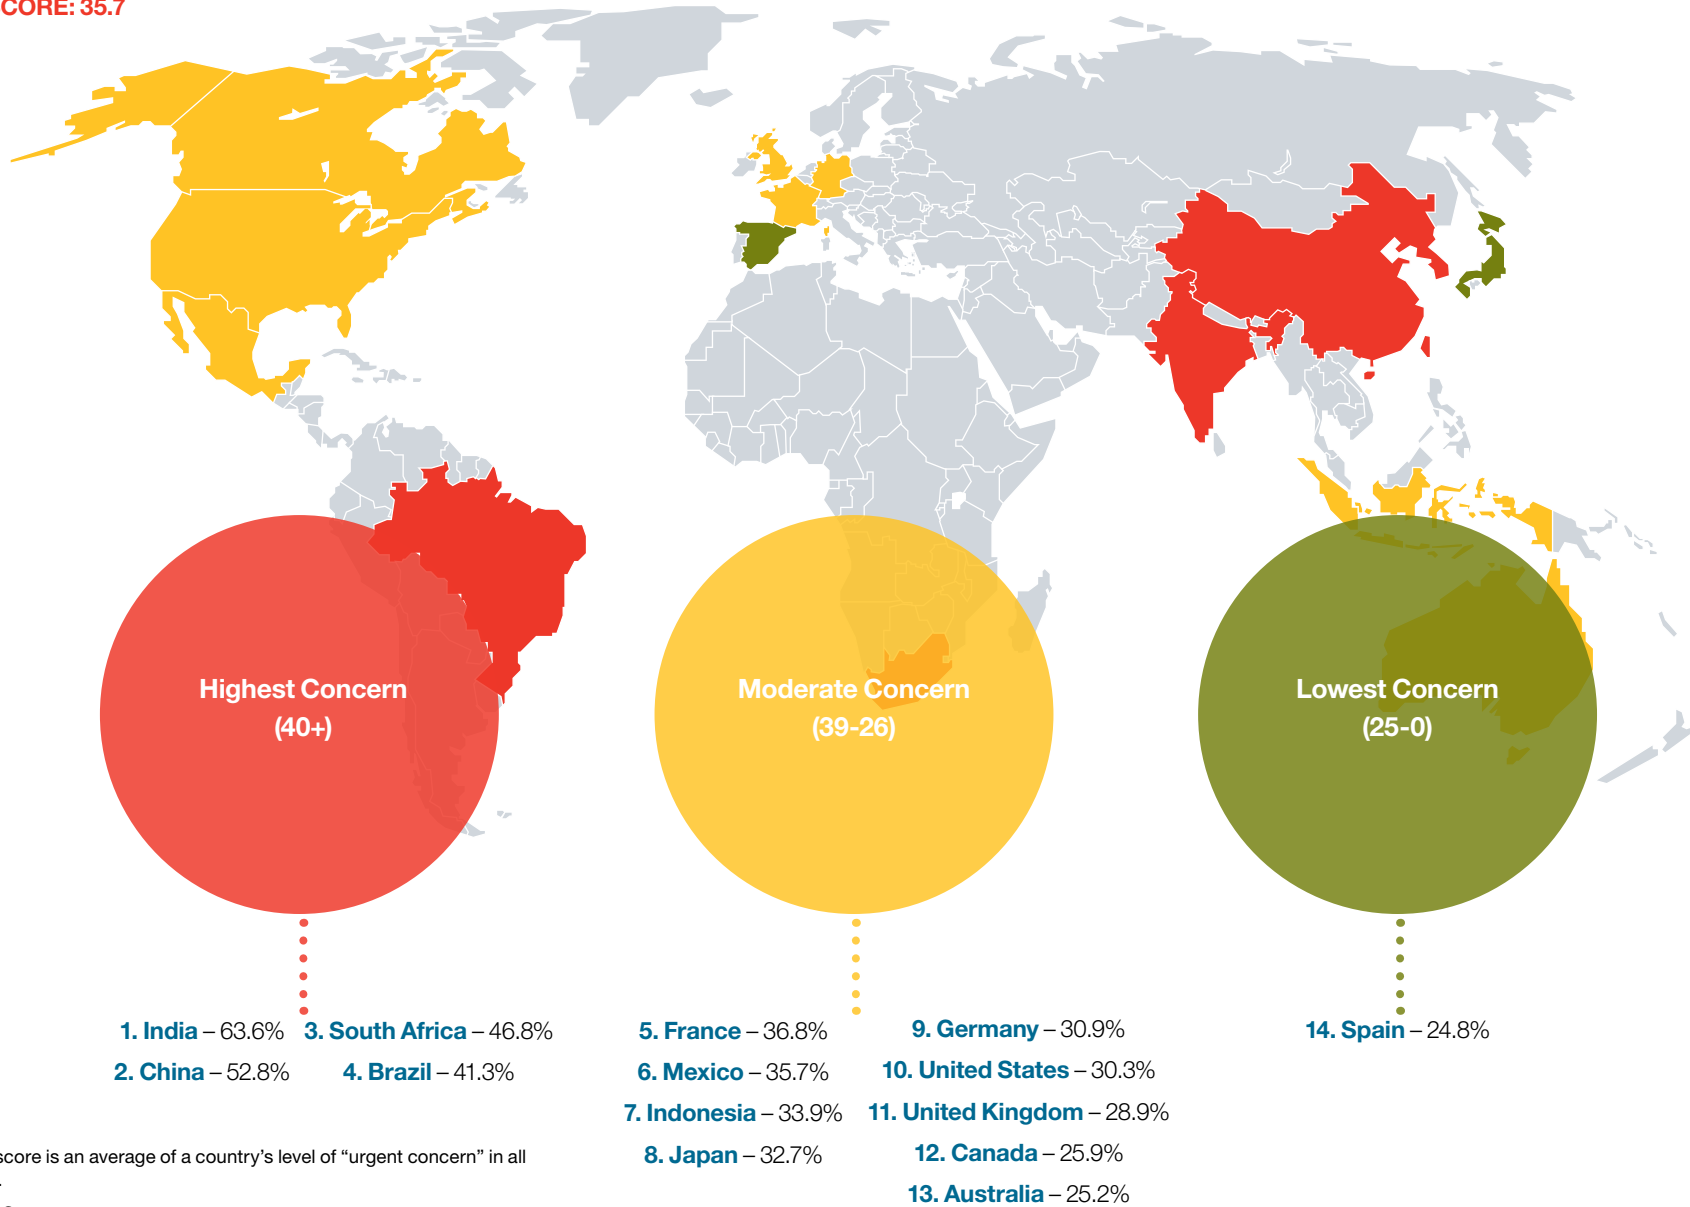 CORE: 35.7
Highest Concern
(40+)
Moderate Concern
(39-26)
Lowest Concern
(25-0)
1. India – 63.6%
2. China – 52.8%
3. South Africa – 46.8%
4. Brazil – 41.3%
5. France – 36.8%
6. Mexico – 35.7%
7. Indonesia – 33.9%
8. Japan – 32.7%
9. Germany – 30.9%
10. United States – 30.3%
11. United Kingdom – 28.9%
12. Canada – 25.9%
13. Australia – 25.2%
14. Spain – 24.8%
score is an average of a country’s level of “urgent concern” in all